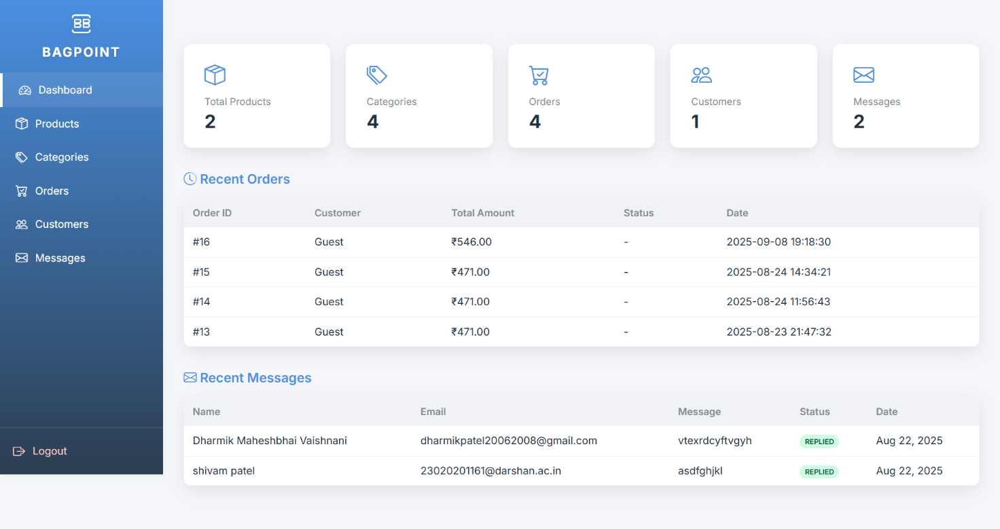 BB
BAGPOINT
Dashboard
Products
Categories
Orders
Customers
Messages
Logout
Total Products
2
Categories
4
Orders
4
Customers
1
Messages
2
Recent Orders
Order ID Customer Total Amount Status Date
#16 Guest ₹546.00 - 2025-09-08 19:18:30
#15 Guest ₹471.00 - 2025-08-24 14:34:21
#14 Guest ₹471.00 - 2025-08-24 11:56:43
#13 Guest ₹471.00 - 2025-08-23 21:47:32
Recent Messages
Name Email Message Status Date
Dharmik Maheshbhai Vaishnani dharmikpatel20062008@gmail.com vtexrdcyftvgyh REPLIED Aug 22, 2025
shivam patel 23020201161@darshan.ac.in asdfghjkl REPLIED Aug 22, 2025